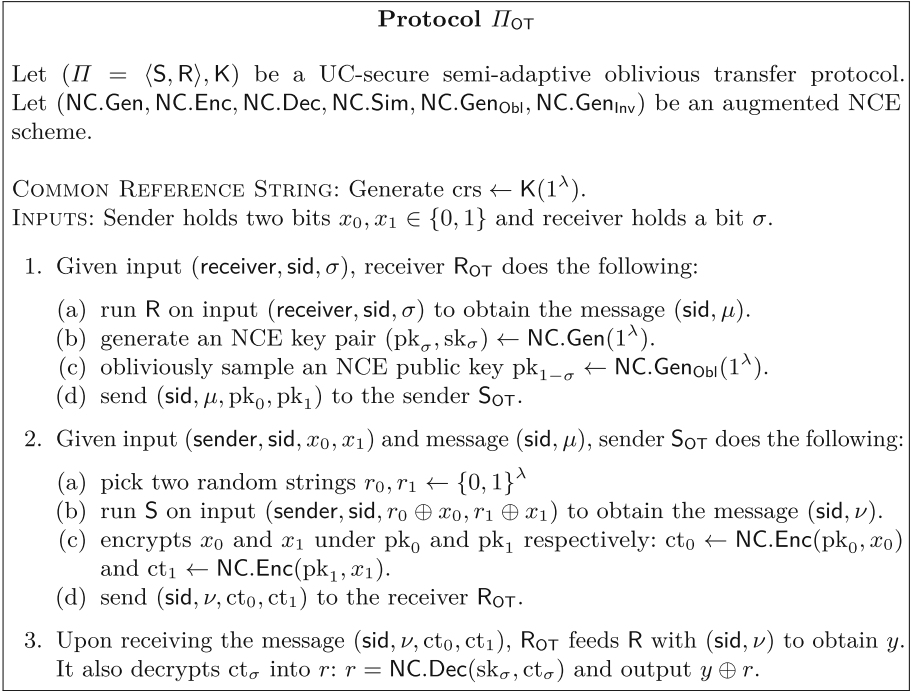 Protocol Π_OT
Let (Π = ⟨S, R⟩, K) be a UC-secure semi-adaptive oblivious transfer protocol.
Let (NC.Gen, NC.Enc, NC.Dec, NC.Sim, NC.Gen_Obl, NC.Gen_Inv) be an augmented NCE
scheme.
COMMON REFERENCE STRING: Generate crs ← K(1^λ).
INPUTS: Sender holds two bits x_0, x_1 ∈ {0, 1} and receiver holds a bit σ.
1. Given input (receiver, sid, σ), receiver R_OT does the following:
(a) run R on input (receiver, sid, σ) to obtain the message (sid, μ).
(b) generate an NCE key pair (pk_σ, sk_σ) ← NC.Gen(1^λ).
(c) obliviously sample an NCE public key pk_{1−σ} ← NC.Gen_Obl(1^λ).
(d) send (sid, μ, pk_0, pk_1) to the sender S_OT.
2. Given input (sender, sid, x_0, x_1) and message (sid, μ), sender S_OT does the following:
(a) pick two random strings r_0, r_1 ← {0, 1}^λ
(b) run S on input (sender, sid, r_0 ⊕ x_0, r_1 ⊕ x_1) to obtain the message (sid, ν).
(c) encrypts x_0 and x_1 under pk_0 and pk_1 respectively: ct_0 ← NC.Enc(pk_0, x_0)
and ct_1 ← NC.Enc(pk_1, x_1).
(d) send (sid, ν, ct_0, ct_1) to the receiver R_OT.
3. Upon receiving the message (sid, ν, ct_0, ct_1), R_OT feeds R with (sid, ν) to obtain y.
It also decrypts ct_σ into r: r = NC.Dec(sk_σ, ct_σ) and output y ⊕ r.